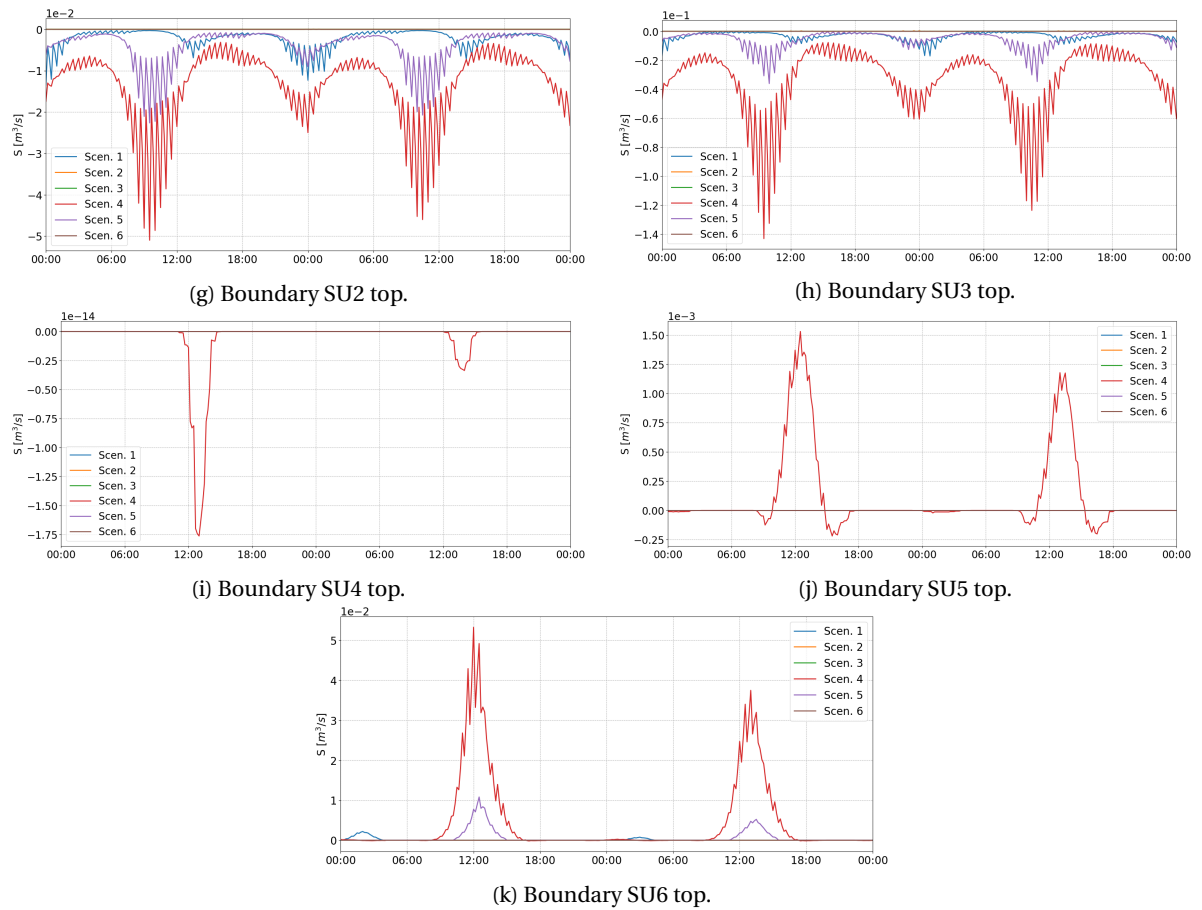 1e−2
0
−1
−2
−3
−4
−5
S [m³/s]
Scen. 1
Scen. 2
Scen. 3
Scen. 4
Scen. 5
Scen. 6
00:00 06:00 12:00 18:00 00:00 06:00 12:00 18:00 00:00
(g) Boundary SU2 top.
1e−1
0.0
−0.2
−0.4
−0.6
−0.8
−1.0
−1.2
−1.4
S [m³/s]
Scen. 1
Scen. 2
Scen. 3
Scen. 4
Scen. 5
Scen. 6
00:00 06:00 12:00 18:00 00:00 06:00 12:00 18:00 00:00
(h) Boundary SU3 top.
1e−14
0.00
−0.25
−0.50
−0.75
−1.00
−1.25
−1.50
−1.75
S [m³/s]
Scen. 1
Scen. 2
Scen. 3
Scen. 4
Scen. 5
Scen. 6
00:00 06:00 12:00 18:00 00:00 06:00 12:00 18:00 00:00
(i) Boundary SU4 top.
1e−3
1.50
1.25
1.00
0.75
0.50
0.25
0.00
−0.25
S [m³/s]
Scen. 1
Scen. 2
Scen. 3
Scen. 4
Scen. 5
Scen. 6
00:00 06:00 12:00 18:00 00:00 06:00 12:00 18:00 00:00
(j) Boundary SU5 top.
1e−2
5
4
3
2
1
0
S [m³/s]
Scen. 1
Scen. 2
Scen. 3
Scen. 4
Scen. 5
Scen. 6
00:00 06:00 12:00 18:00 00:00 06:00 12:00 18:00 00:00
(k) Boundary SU6 top.